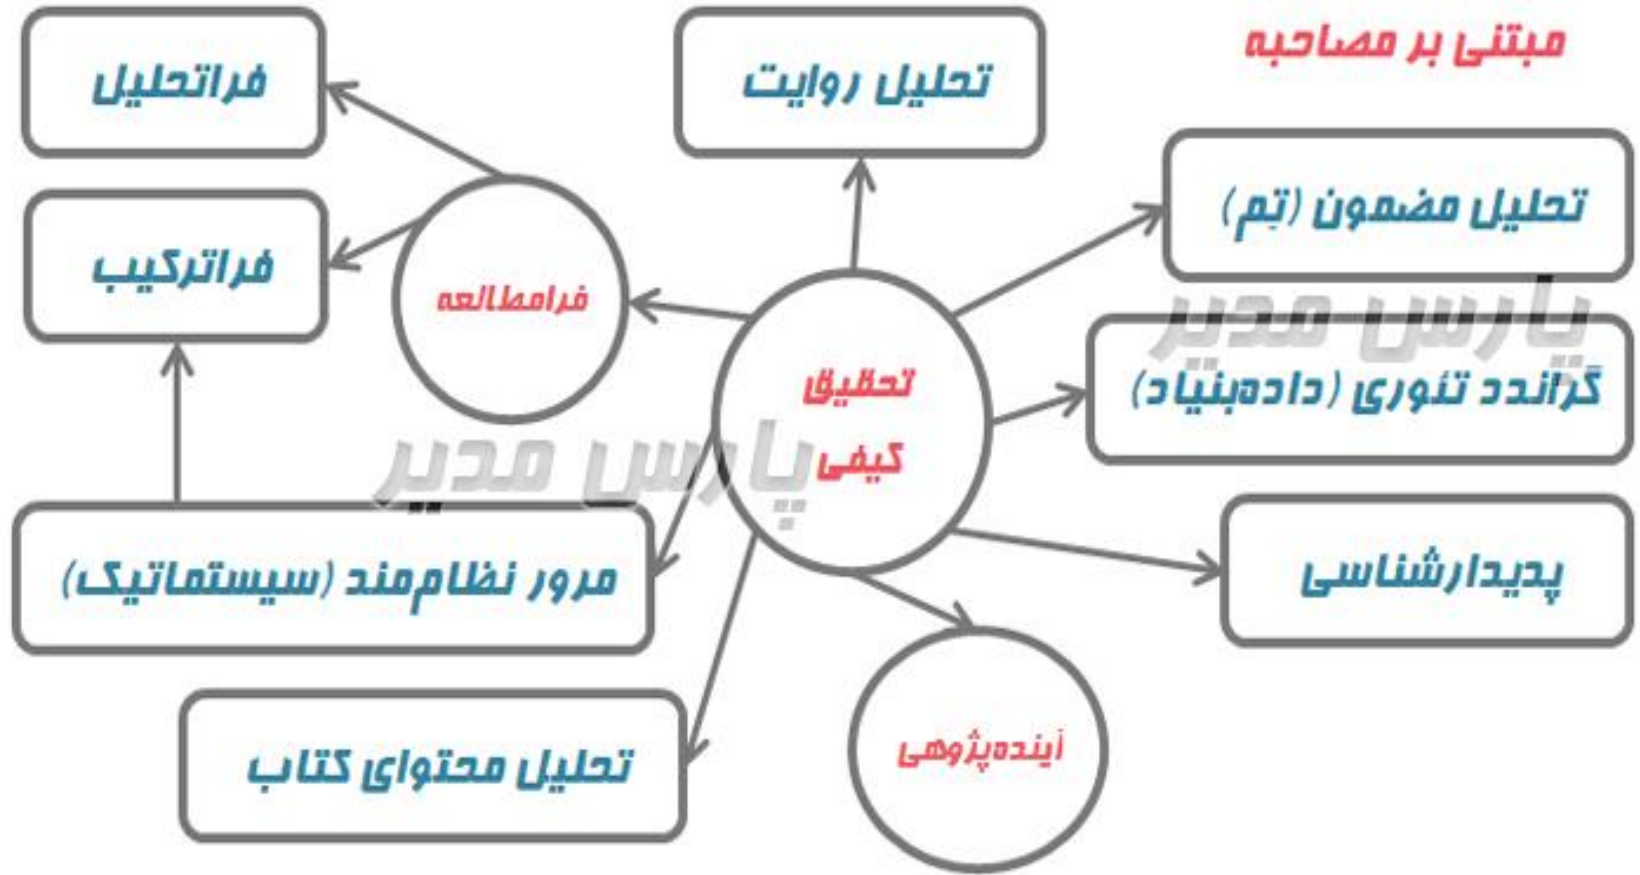 مبتنی بر مصاحبه
تحلیل روایت
فراتحلیل
تحلیل مضمون (تِم)
فراترکیب
فرامطالعه
پارس مدیر
گراندد تئوری (داده‌بنیاد)
تحقیق
کیفی
پارس مدیر
پدیدارشناسی
مرور نظام‌مند (سیستماتیک)
آینده‌پژوهی
تحلیل محتوای کتاب